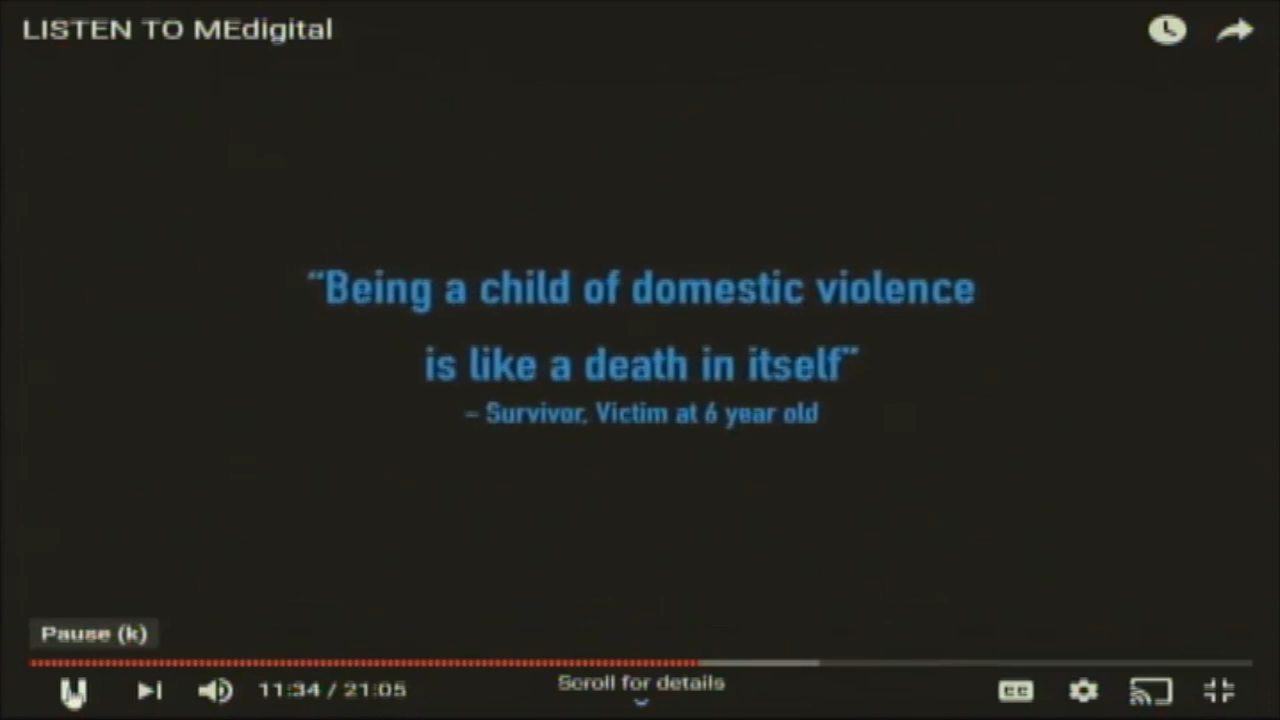 LISTEN TO MEdigital
“Being a child of domestic violence
is like a death in itself”
– Survivor, Victim at 6 year old
Pause (k)
11:34 / 21:05
Scroll for details
CC